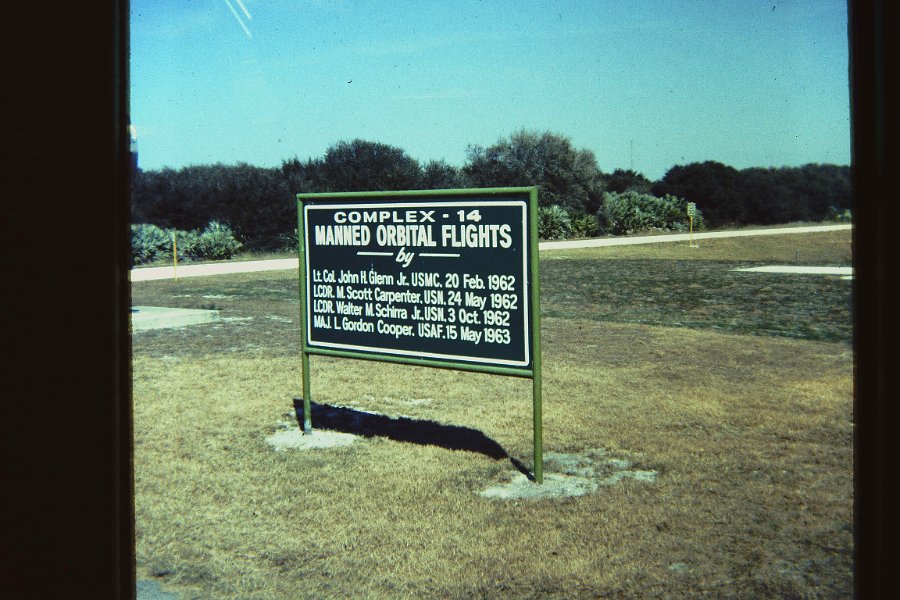 COMPLEX - 14
MANNED ORBITAL FLIGHTS
by
Lt. Col. John H. Glenn Jr. USMC. 20 Feb. 1962
LCDR. M. Scott Carpenter. USN. 24 May 1962
LCDR. Walter M. Schirra Jr. USN. 3 Oct. 1962
MAJ. L. Gordon Cooper. USAF. 15 May 1963